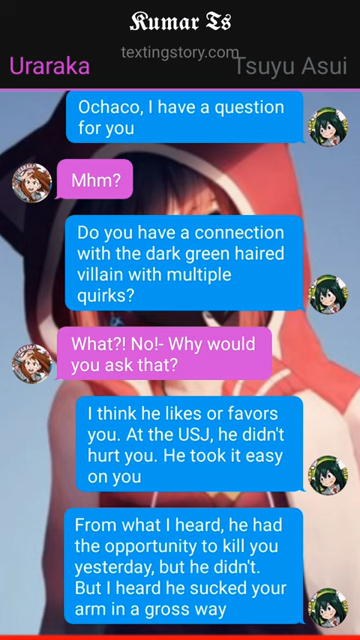 Kumar Ts
textingstory.com
Uraraka
Tsuyu Asui
Ochaco, I have a question
for you
Mhm?
Do you have a connection
with the dark green haired
villain with multiple
quirks?
What?! No!- Why would
you ask that?
I think he likes or favors
you. At the USJ, he didn't
hurt you. He took it easy
on you
From what I heard, he had
the opportunity to kill you
yesterday, but he didn't.
But I heard he sucked your
arm in a gross way